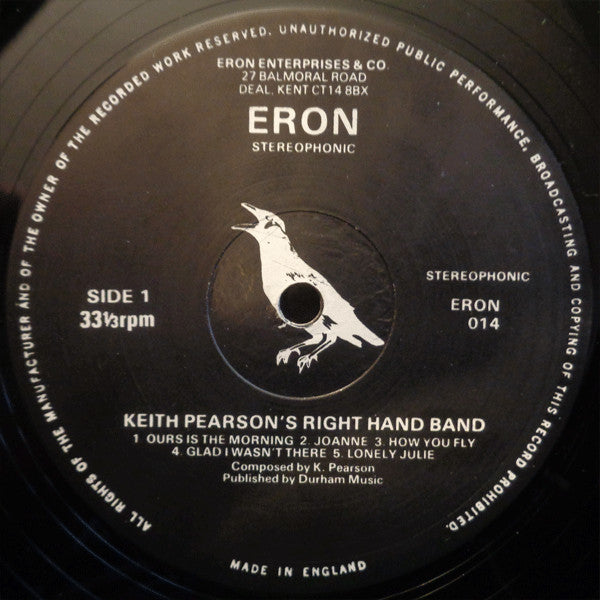 ALL RIGHTS OF THE MANUFACTURER AND OF THE OWNER OF THE RECORDED WORK RESERVED. UNAUTHORIZED PUBLIC PERFORMANCE, BROADCASTING AND COPYING OF THIS RECORD PROHIBITED.
ERON ENTERPRISES & CO.
27 BALMORAL ROAD
DEAL, KENT CT14 8BX
ERON
STEREOPHONIC
SIDE 1
33⅓rpm
STEREOPHONIC
ERON
014
KEITH PEARSON'S RIGHT HAND BAND
1 OURS IS THE MORNING 2. JOANNE 3. HOW YOU FLY
4. GLAD I WASN'T THERE 5. LONELY JULIE
Composed by K. Pearson
Published by Durham Music
MADE IN ENGLAND